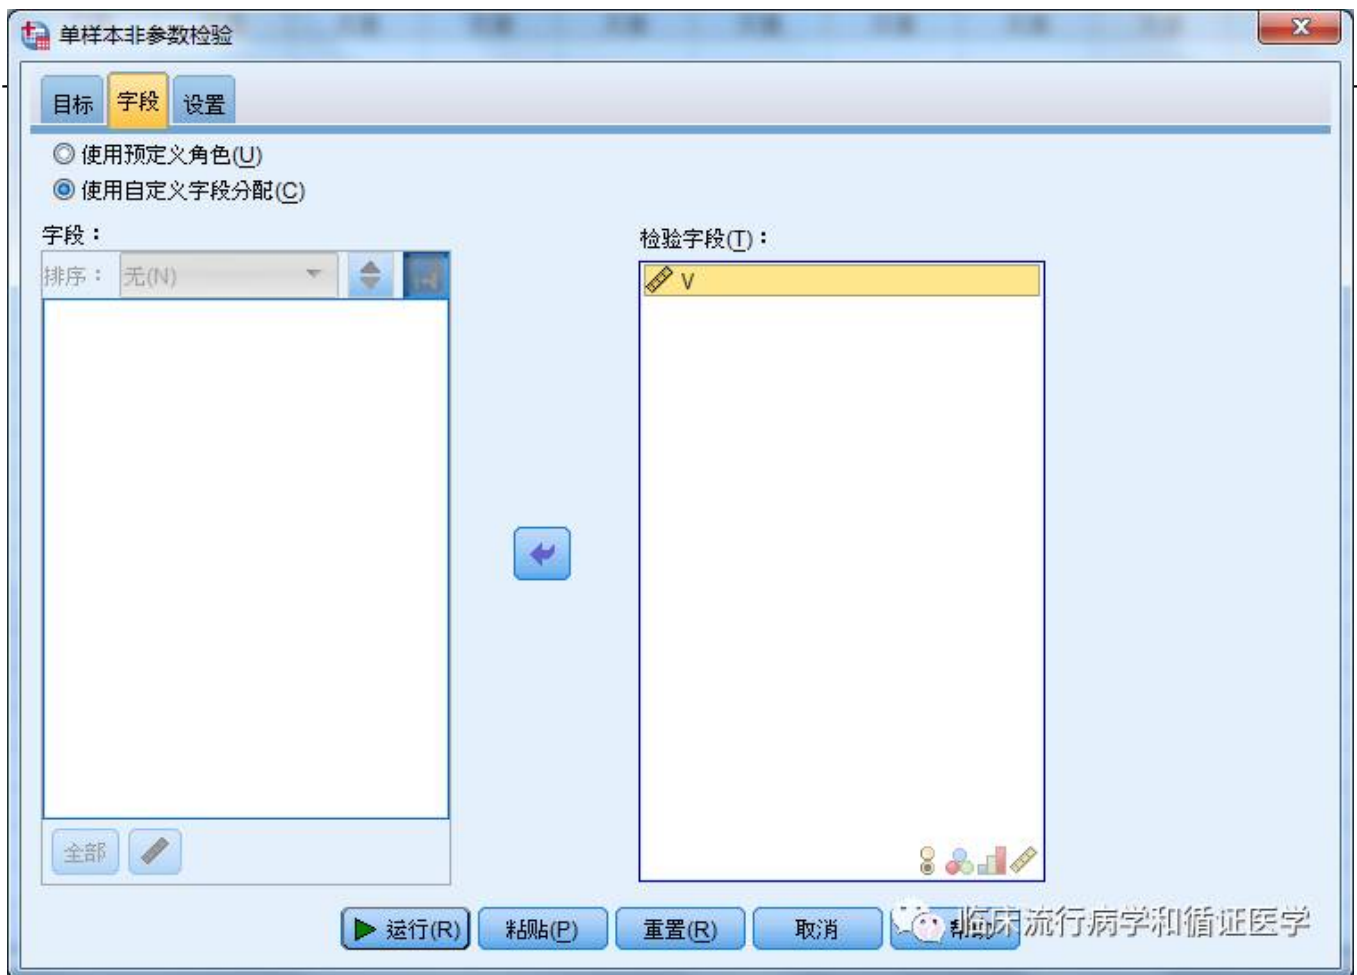 单样本非参数检验
目标 字段 设置
使用预定义角色(U)
使用自定义字段分配(C)
字段：
检验字段(T)：
排序： 无(N)
V
全部
运行(R) 粘贴(P) 重置(R) 取消
临床流行病学和循证医学